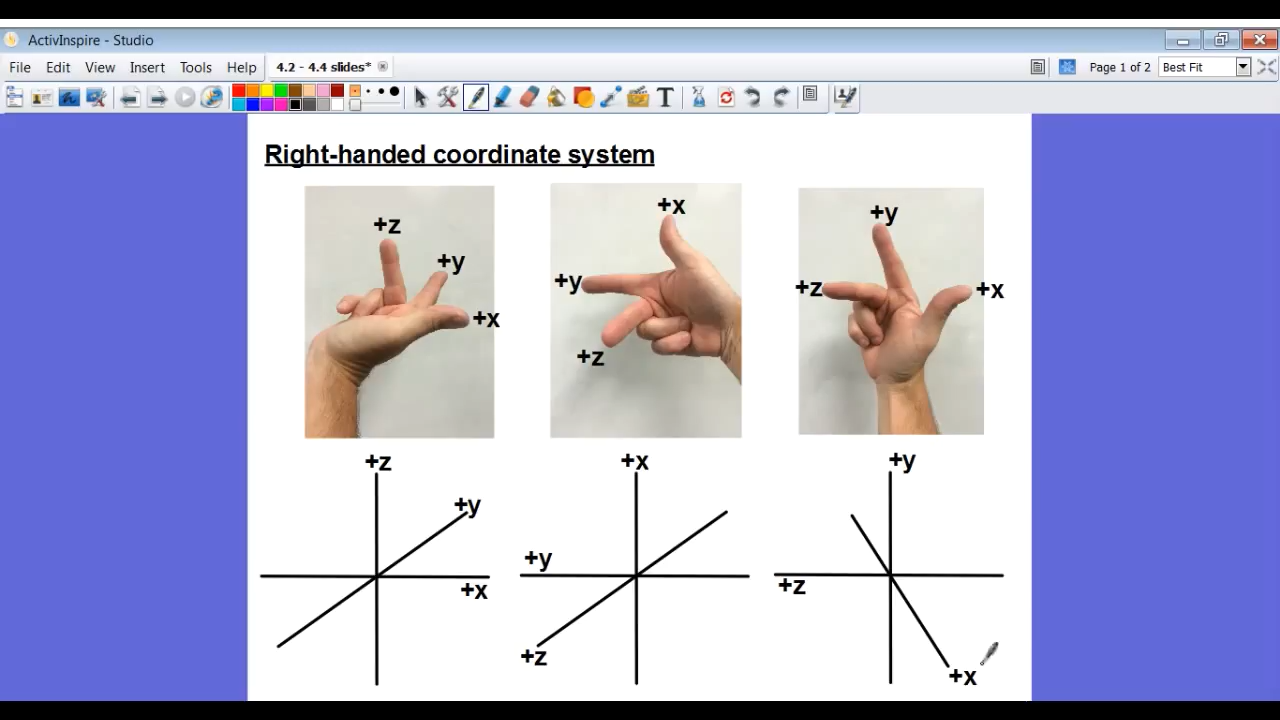 ActivInspire - Studio
File Edit View Insert Tools Help 4.2 - 4.4 slides* Page 1 of 2 Best Fit
Right-handed coordinate system
+z
+y
+x
+x
+y
+z
+y
+z
+x
+z
+y
+x
+x
+y
+z
+y
+z
+x